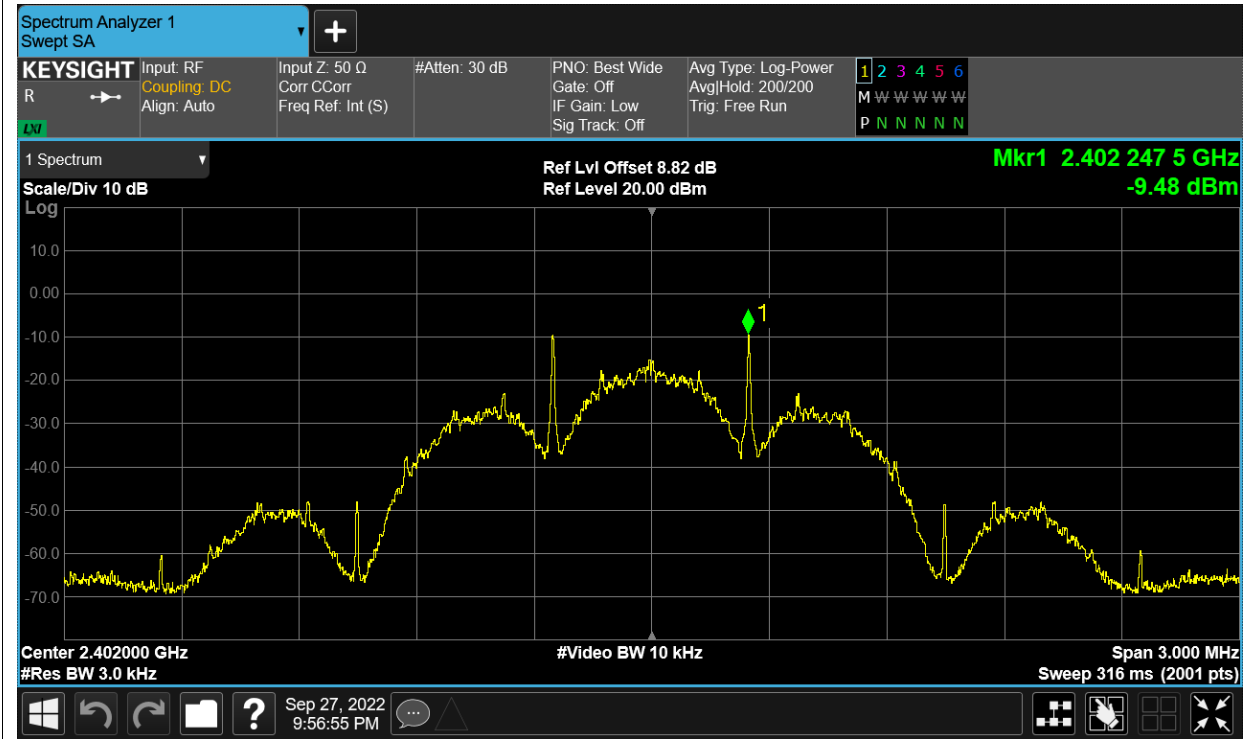 Spectrum Analyzer 1
Swept SA
KEYSIGHT
R
LXI
Input: RF
Coupling: DC
Align: Auto
Input Z: 50 Ω
Corr CCorr
Freq Ref: Int (S)
#Atten: 30 dB
PNO: Best Wide
Gate: Off
IF Gain: Low
Sig Track: Off
Avg Type: Log-Power
Avg|Hold: 200/200
Trig: Free Run
1 2 3 4 5 6
M W W W W W
P N N N N N
1 Spectrum
Scale/Div 10 dB
Log
Ref Lvl Offset 8.82 dB
Ref Level 20.00 dBm
Mkr1 2.402 247 5 GHz
-9.48 dBm
10.0
0.00
-10.0
-20.0
-30.0
-40.0
-50.0
-60.0
-70.0
1
Center 2.402000 GHz
#Res BW 3.0 kHz
#Video BW 10 kHz
Span 3.000 MHz
Sweep 316 ms (2001 pts)
?
Sep 27, 2022
9:56:55 PM